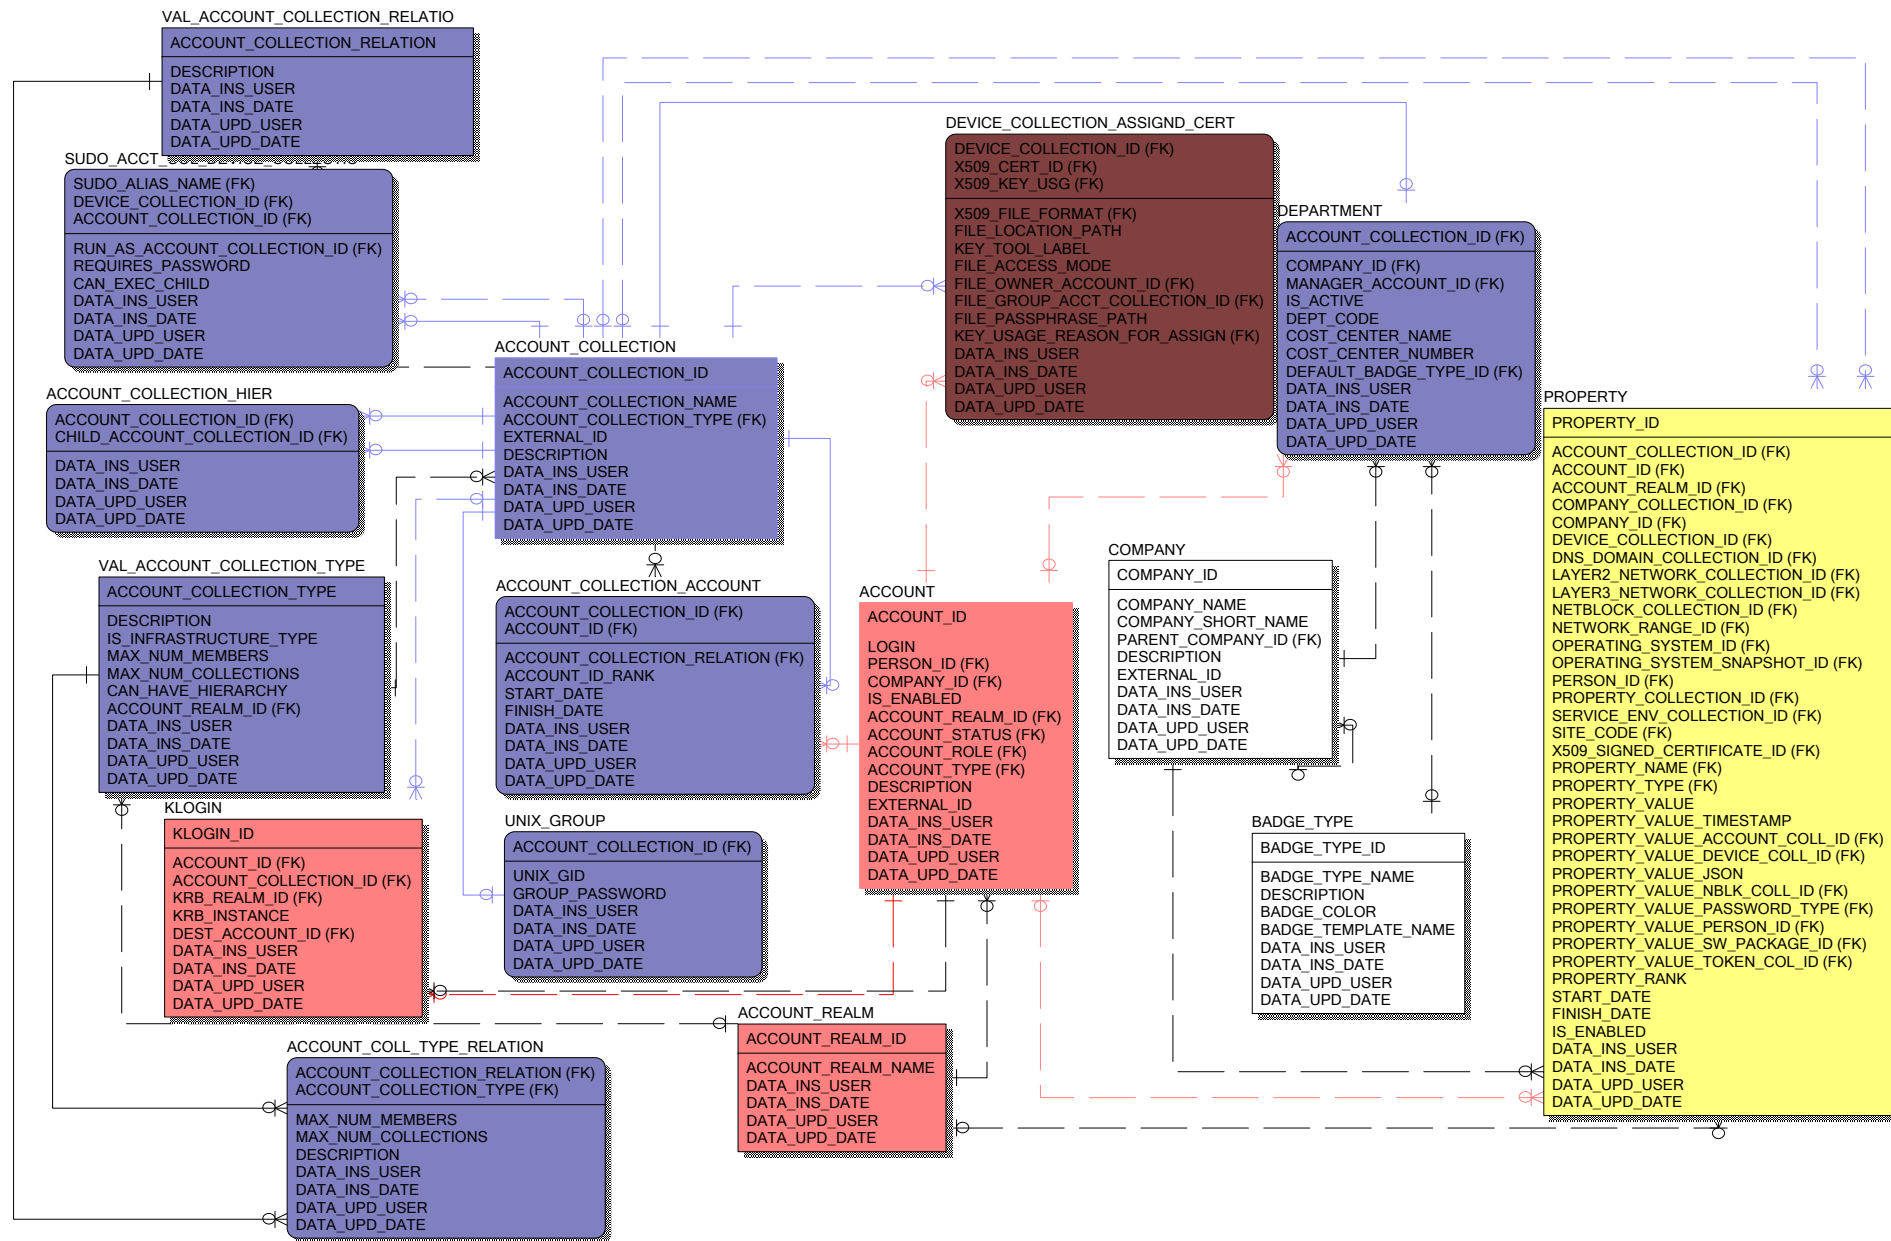 VAL_ACCOUNT_COLLECTION_RELATIO
ACCOUNT_COLLECTION_RELATION
DESCRIPTION
DATA_INS_USER
DATA_INS_DATE
DATA_UPD_USER
DATA_UPD_DATE
SUDO_ALIAS_NAME (FK)
DEVICE_COLLECTION_ID (FK)
ACCOUNT_COLLECTION_ID (FK)
RUN_AS_ACCOUNT_COLLECTION_ID (FK)
REQUIRES_PASSWORD
CAN_EXEC_CHILD
DATA_INS_USER
DATA_INS_DATE
DATA_UPD_USER
DATA_UPD_DATE
ACCOUNT_COLLECTION_HIER
ACCOUNT_COLLECTION_ID (FK)
CHILD_ACCOUNT_COLLECTION_ID (FK)
DATA_INS_USER
DATA_INS_DATE
DATA_UPD_USER
DATA_UPD_DATE
VAL_ACCOUNT_COLLECTION_TYPE
ACCOUNT_COLLECTION_TYPE
DESCRIPTION
IS_INFRASTRUCTURE_TYPE
MAX_NUM_MEMBERS
MAX_NUM_COLLECTIONS
CAN_HAVE_HIERARCHY
ACCOUNT_REALM_ID (FK)
DATA_INS_USER
DATA_INS_DATE
DATA_UPD_USER
DATA_UPD_DATE
KLOGIN
KLOGIN_ID
ACCOUNT_ID (FK)
ACCOUNT_COLLECTION_ID (FK)
KRB_REALM_ID (FK)
KRB_INSTANCE
DEST_ACCOUNT_ID (FK)
DATA_INS_USER
DATA_INS_DATE
DATA_UPD_USER
DATA_UPD_DATE
ACCOUNT_COLL_TYPE_RELATION
ACCOUNT_COLLECTION_RELATION (FK)
ACCOUNT_COLLECTION_TYPE (FK)
MAX_NUM_MEMBERS
MAX_NUM_COLLECTIONS
DESCRIPTION
DATA_INS_USER
DATA_INS_DATE
DATA_UPD_USER
DATA_UPD_DATE
ACCOUNT_COLLECTION
ACCOUNT_COLLECTION_ID
ACCOUNT_COLLECTION_NAME
ACCOUNT_COLLECTION_TYPE (FK)
EXTERNAL_ID
DESCRIPTION
DATA_INS_USER
DATA_INS_DATE
DATA_UPD_USER
DATA_UPD_DATE
ACCOUNT_COLLECTION_ACCOUNT
ACCOUNT_COLLECTION_ID (FK)
ACCOUNT_ID (FK)
ACCOUNT_COLLECTION_RELATION (FK)
ACCOUNT_ID_RANK
START_DATE
FINISH_DATE
DATA_INS_USER
DATA_INS_DATE
DATA_UPD_USER
DATA_UPD_DATE
UNIX_GROUP
ACCOUNT_COLLECTION_ID (FK)
UNIX_GID
GROUP_PASSWORD
DATA_INS_USER
DATA_INS_DATE
DATA_UPD_USER
DATA_UPD_DATE
ACCOUNT_REALM
ACCOUNT_REALM_ID
ACCOUNT_REALM_NAME
DATA_INS_USER
DATA_INS_DATE
DATA_UPD_USER
DATA_UPD_DATE
ACCOUNT
ACCOUNT_ID
LOGIN
PERSON_ID (FK)
COMPANY_ID (FK)
IS_ENABLED
ACCOUNT_REALM_ID (FK)
ACCOUNT_STATUS (FK)
ACCOUNT_ROLE (FK)
ACCOUNT_TYPE (FK)
DESCRIPTION
EXTERNAL_ID
DATA_INS_USER
DATA_INS_DATE
DATA_UPD_USER
DATA_UPD_DATE
DEVICE_COLLECTION_ASSIGND_CERT
DEVICE_COLLECTION_ID (FK)
X509_CERT_ID (FK)
X509_KEY_USG (FK)
X509_FILE_FORMAT (FK)
FILE_LOCATION_PATH
KEY_TOOL_LABEL
FILE_ACCESS_MODE
FILE_OWNER_ACCOUNT_ID (FK)
FILE_GROUP_ACCT_COLLECTION_ID (FK)
FILE_PASSPHRASE_PATH
KEY_USAGE_REASON_FOR_ASSIGN (FK)
DATA_INS_USER
DATA_INS_DATE
DATA_UPD_USER
DATA_UPD_DATE
DEPARTMENT
ACCOUNT_COLLECTION_ID (FK)
COMPANY_ID (FK)
MANAGER_ACCOUNT_ID (FK)
IS_ACTIVE
DEPT_CODE
COST_CENTER_NAME
COST_CENTER_NUMBER
DEFAULT_BADGE_TYPE_ID (FK)
DATA_INS_USER
DATA_INS_DATE
DATA_UPD_USER
DATA_UPD_DATE
COMPANY
COMPANY_ID
COMPANY_NAME
COMPANY_SHORT_NAME
PARENT_COMPANY_ID (FK)
DESCRIPTION
EXTERNAL_ID
DATA_INS_USER
DATA_INS_DATE
DATA_UPD_USER
DATA_UPD_DATE
BADGE_TYPE
BADGE_TYPE_ID
BADGE_TYPE_NAME
DESCRIPTION
BADGE_COLOR
BADGE_TEMPLATE_NAME
DATA_INS_USER
DATA_INS_DATE
DATA_UPD_USER
DATA_UPD_DATE
PROPERTY
PROPERTY_ID
ACCOUNT_COLLECTION_ID (FK)
ACCOUNT_ID (FK)
ACCOUNT_REALM_ID (FK)
COMPANY_COLLECTION_ID (FK)
COMPANY_ID (FK)
DEVICE_COLLECTION_ID (FK)
DNS_DOMAIN_COLLECTION_ID (FK)
LAYER2_NETWORK_COLLECTION_ID (FK)
LAYER3_NETWORK_COLLECTION_ID (FK)
NETBLOCK_COLLECTION_ID (FK)
NETWORK_RANGE_ID (FK)
OPERATING_SYSTEM_ID (FK)
OPERATING_SYSTEM_SNAPSHOT_ID (FK)
PERSON_ID (FK)
PROPERTY_COLLECTION_ID (FK)
SERVICE_ENV_COLLECTION_ID (FK)
SITE_CODE (FK)
X509_SIGNED_CERTIFICATE_ID (FK)
PROPERTY_NAME (FK)
PROPERTY_TYPE (FK)
PROPERTY_VALUE
PROPERTY_VALUE_TIMESTAMP
PROPERTY_VALUE_ACCOUNT_COLL_ID (FK)
PROPERTY_VALUE_DEVICE_COLL_ID (FK)
PROPERTY_VALUE_JSON
PROPERTY_VALUE_NBLK_COLL_ID (FK)
PROPERTY_VALUE_PASSWORD_TYPE (FK)
PROPERTY_VALUE_PERSON_ID (FK)
PROPERTY_VALUE_SW_PACKAGE_ID (FK)
PROPERTY_VALUE_TOKEN_COL_ID (FK)
PROPERTY_RANK
START_DATE
FINISH_DATE
IS_ENABLED
DATA_INS_USER
DATA_INS_DATE
DATA_UPD_USER
DATA_UPD_DATE